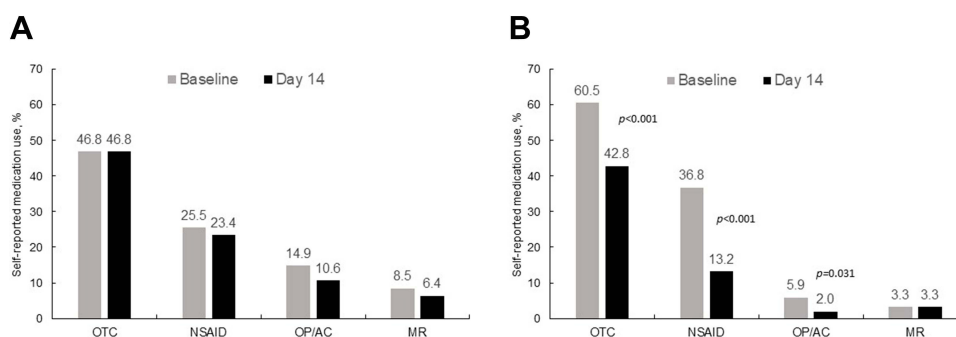 A
Self-reported medication use, %
70
60
50
40
30
20
10
0
Baseline Day 14
46.8 46.8
25.5 23.4
14.9 10.6
8.5 6.4
OTC NSAID OP/AC MR
B
Self-reported medication use, %
70
60
50
40
30
20
10
0
Baseline Day 14
60.5 42.8
p<0.001
36.8 13.2
p<0.001
5.9 2.0
p=0.031
3.3 3.3
OTC NSAID OP/AC MR